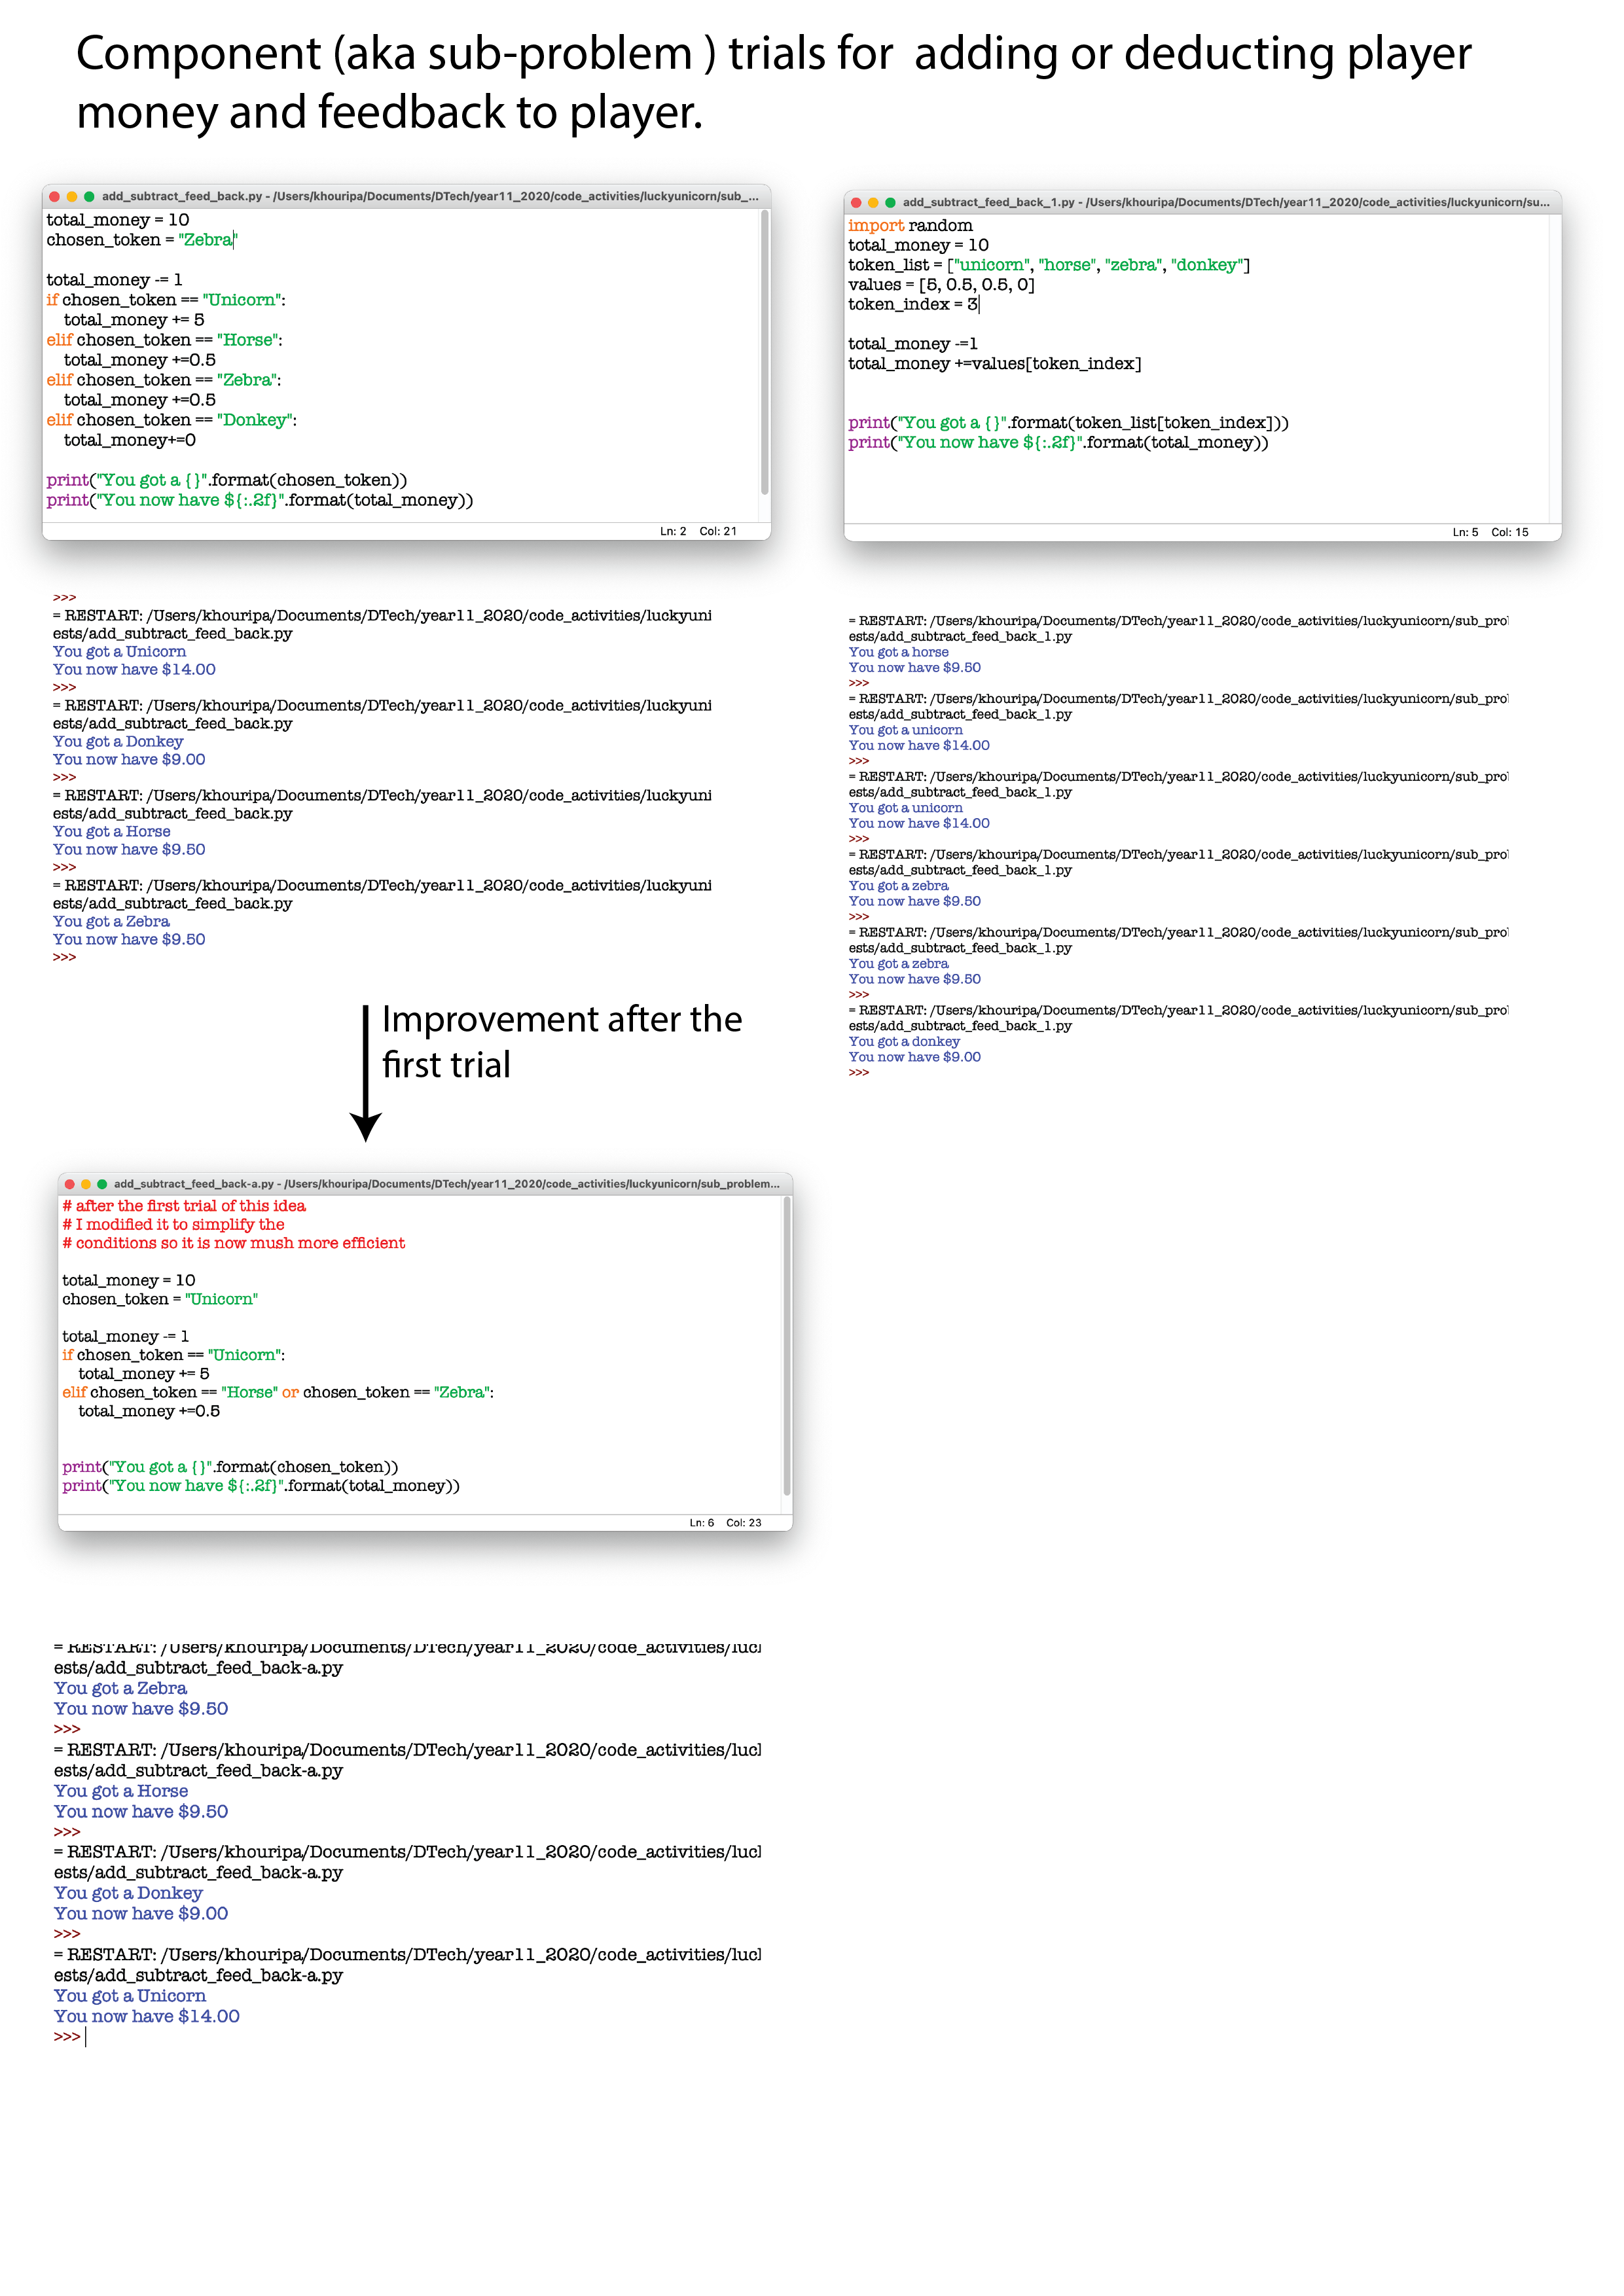 Component (aka sub-problem ) trials for  adding or deducting player
money and feedback to player.
add_subtract_feed_back.py - /Users/khouripa/Documents/DTech/year11_2020/code_activities/luckyunicorn/sub_...
total_money = 10
chosen_token = "Zebra"
total_money -= 1
if chosen_token == "Unicorn":
    total_money += 5
elif chosen_token == "Horse":
    total_money +=0.5
elif chosen_token == "Zebra":
    total_money +=0.5
elif chosen_token == "Donkey":
    total_money+=0
print("You got a {}".format(chosen_token))
print("You now have ${:.2f}".format(total_money))
Ln: 2 Col: 21
>>>
= RESTART: /Users/khouripa/Documents/DTech/year11_2020/code_activities/luckyuni
ests/add_subtract_feed_back.py
You got a Unicorn
You now have $14.00
>>>
= RESTART: /Users/khouripa/Documents/DTech/year11_2020/code_activities/luckyuni
ests/add_subtract_feed_back.py
You got a Donkey
You now have $9.00
>>>
= RESTART: /Users/khouripa/Documents/DTech/year11_2020/code_activities/luckyuni
ests/add_subtract_feed_back.py
You got a Horse
You now have $9.50
>>>
= RESTART: /Users/khouripa/Documents/DTech/year11_2020/code_activities/luckyuni
ests/add_subtract_feed_back.py
You got a Zebra
You now have $9.50
>>>
Improvement after the
first trial
add_subtract_feed_back-a.py - /Users/khouripa/Documents/DTech/year11_2020/code_activities/luckyunicorn/sub_problem...
# after the first trial of this idea
# I modified it to simplify the
# conditions so it is now mush more efficient
total_money = 10
chosen_token = "Unicorn"
total_money -= 1
if chosen_token == "Unicorn":
    total_money += 5
elif chosen_token == "Horse" or chosen_token == "Zebra":
    total_money +=0.5
print("You got a {}".format(chosen_token))
print("You now have ${:.2f}".format(total_money))
Ln: 6 Col: 23
= RESTART: /Users/khouripa/Documents/DTech/year11_2020/code_activities/luc
ests/add_subtract_feed_back-a.py
You got a Zebra
You now have $9.50
>>>
= RESTART: /Users/khouripa/Documents/DTech/year11_2020/code_activities/luc
ests/add_subtract_feed_back-a.py
You got a Horse
You now have $9.50
>>>
= RESTART: /Users/khouripa/Documents/DTech/year11_2020/code_activities/luc
ests/add_subtract_feed_back-a.py
You got a Donkey
You now have $9.00
>>>
= RESTART: /Users/khouripa/Documents/DTech/year11_2020/code_activities/luc
ests/add_subtract_feed_back-a.py
You got a Unicorn
You now have $14.00
>>>
add_subtract_feed_back_1.py - /Users/khouripa/Documents/DTech/year11_2020/code_activities/luckyunicorn/su...
import random
total_money = 10
token_list = ["unicorn", "horse", "zebra", "donkey"]
values = [5, 0.5, 0.5, 0]
token_index = 3
total_money -=1
total_money +=values[token_index]
print("You got a {}".format(token_list[token_index]))
print("You now have ${:.2f}".format(total_money))
Ln: 5 Col: 15
= RESTART: /Users/khouripa/Documents/DTech/year11_2020/code_activities/luckyunicorn/sub_pro
ests/add_subtract_feed_back_1.py
You got a horse
You now have $9.50
>>>
= RESTART: /Users/khouripa/Documents/DTech/year11_2020/code_activities/luckyunicorn/sub_pro
ests/add_subtract_feed_back_1.py
You got a unicorn
You now have $14.00
>>>
= RESTART: /Users/khouripa/Documents/DTech/year11_2020/code_activities/luckyunicorn/sub_pro
ests/add_subtract_feed_back_1.py
You got a unicorn
You now have $14.00
>>>
= RESTART: /Users/khouripa/Documents/DTech/year11_2020/code_activities/luckyunicorn/sub_pro
ests/add_subtract_feed_back_1.py
You got a zebra
You now have $9.50
>>>
= RESTART: /Users/khouripa/Documents/DTech/year11_2020/code_activities/luckyunicorn/sub_pro
ests/add_subtract_feed_back_1.py
You got a zebra
You now have $9.50
>>>
= RESTART: /Users/khouripa/Documents/DTech/year11_2020/code_activities/luckyunicorn/sub_pro
ests/add_subtract_feed_back_1.py
You got a donkey
You now have $9.00
>>>